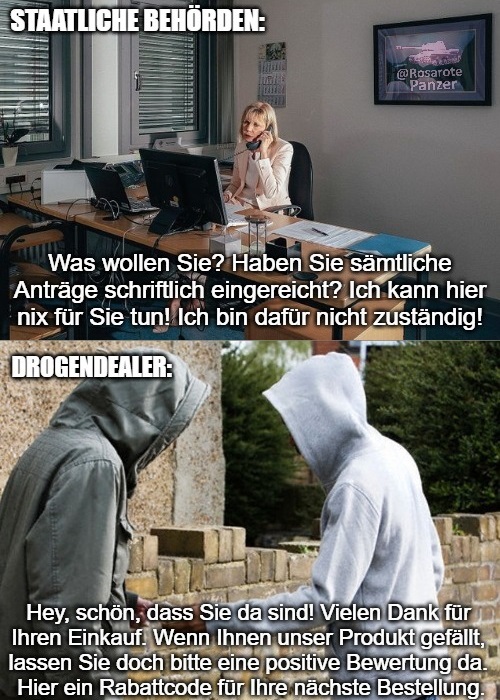 STAATLICHE BEHÖRDEN:
@Rosarote
Panzer
Was wollen Sie? Haben Sie sämtliche
Anträge schriftlich eingereicht? Ich kann hier
nix für Sie tun! Ich bin dafür nicht zuständig!
DROGENDEALER:
Hey, schön, dass Sie da sind! Vielen Dank für
Ihren Einkauf. Wenn Ihnen unser Produkt gefällt,
lassen Sie doch bitte eine positive Bewertung da.
Hier ein Rabattcode für Ihre nächste Bestellung.